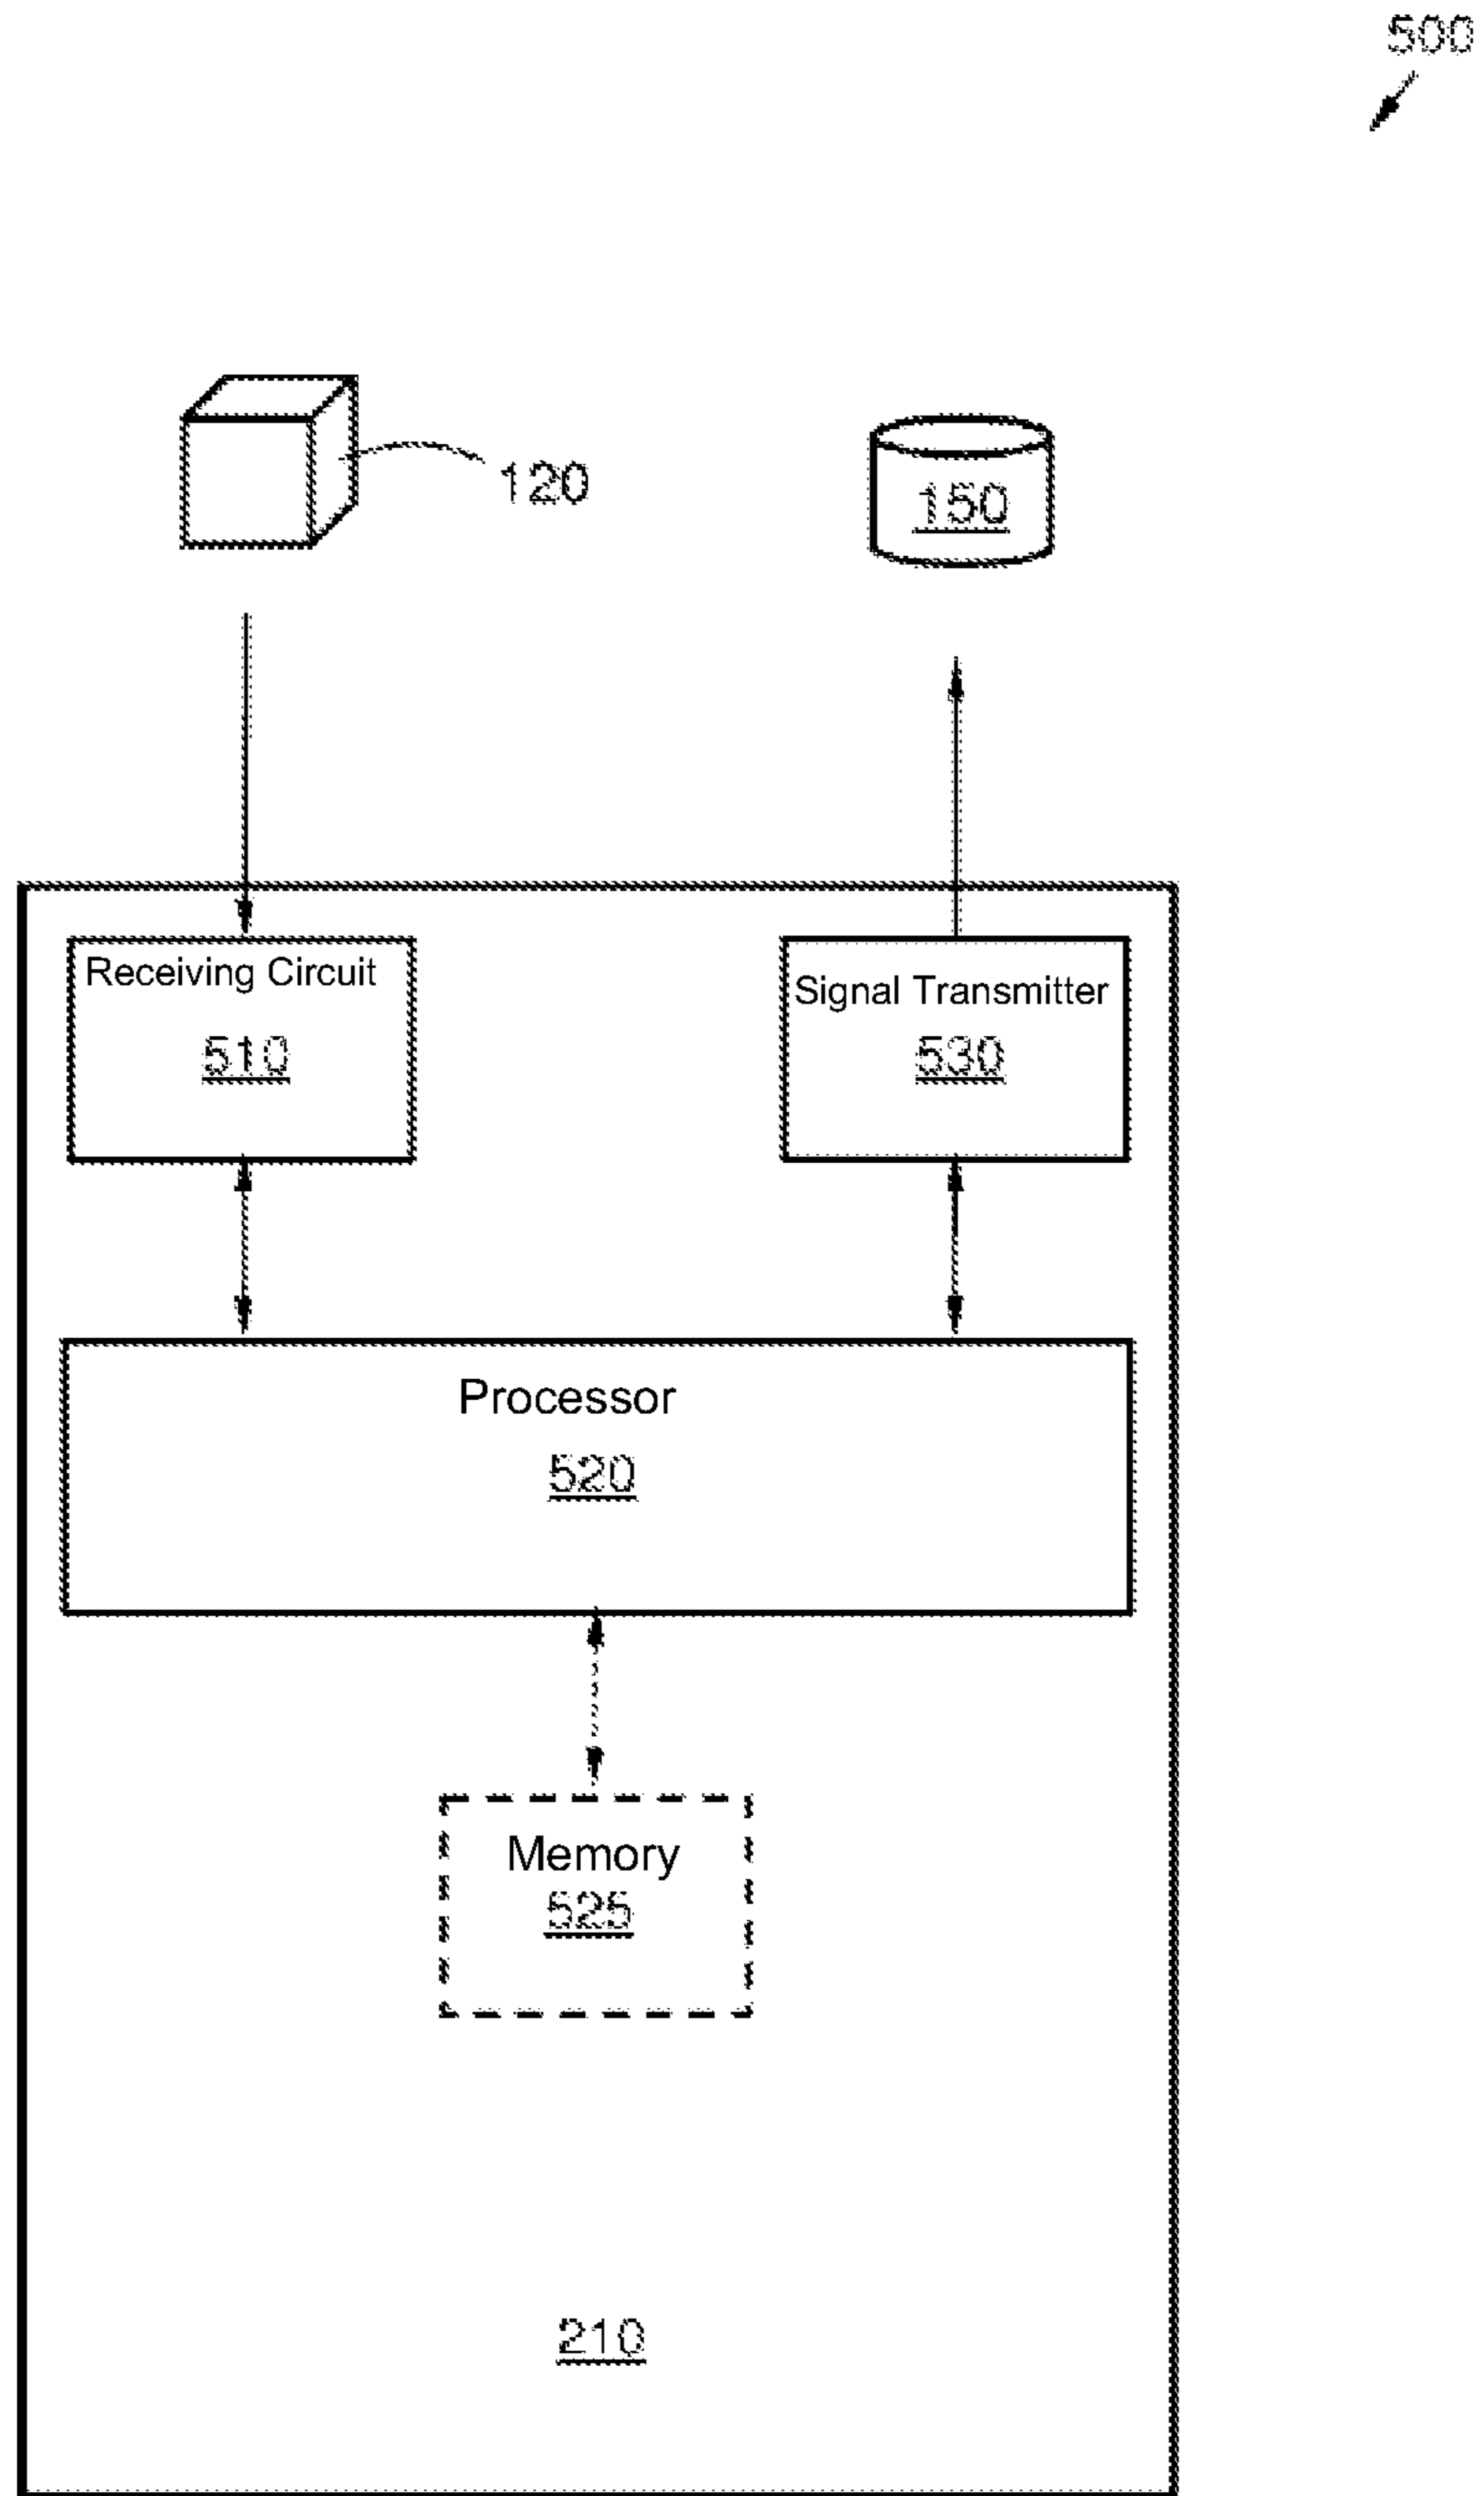 500
120
150
Receiving Circuit
510
Signal Transmitter
530
Processor
520
Memory
525
210